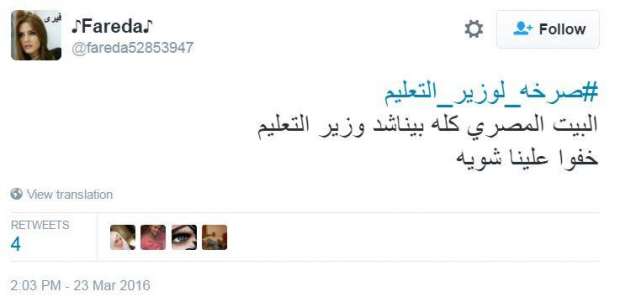 ♪Fareda♪
@fareda52853947
Follow
#صرخه_لوزير_التعليم
البيت المصري كله بيناشد وزير التعليم
خفوا علينا شويه
View translation
RETWEETS
4
2:03 PM - 23 Mar 2016